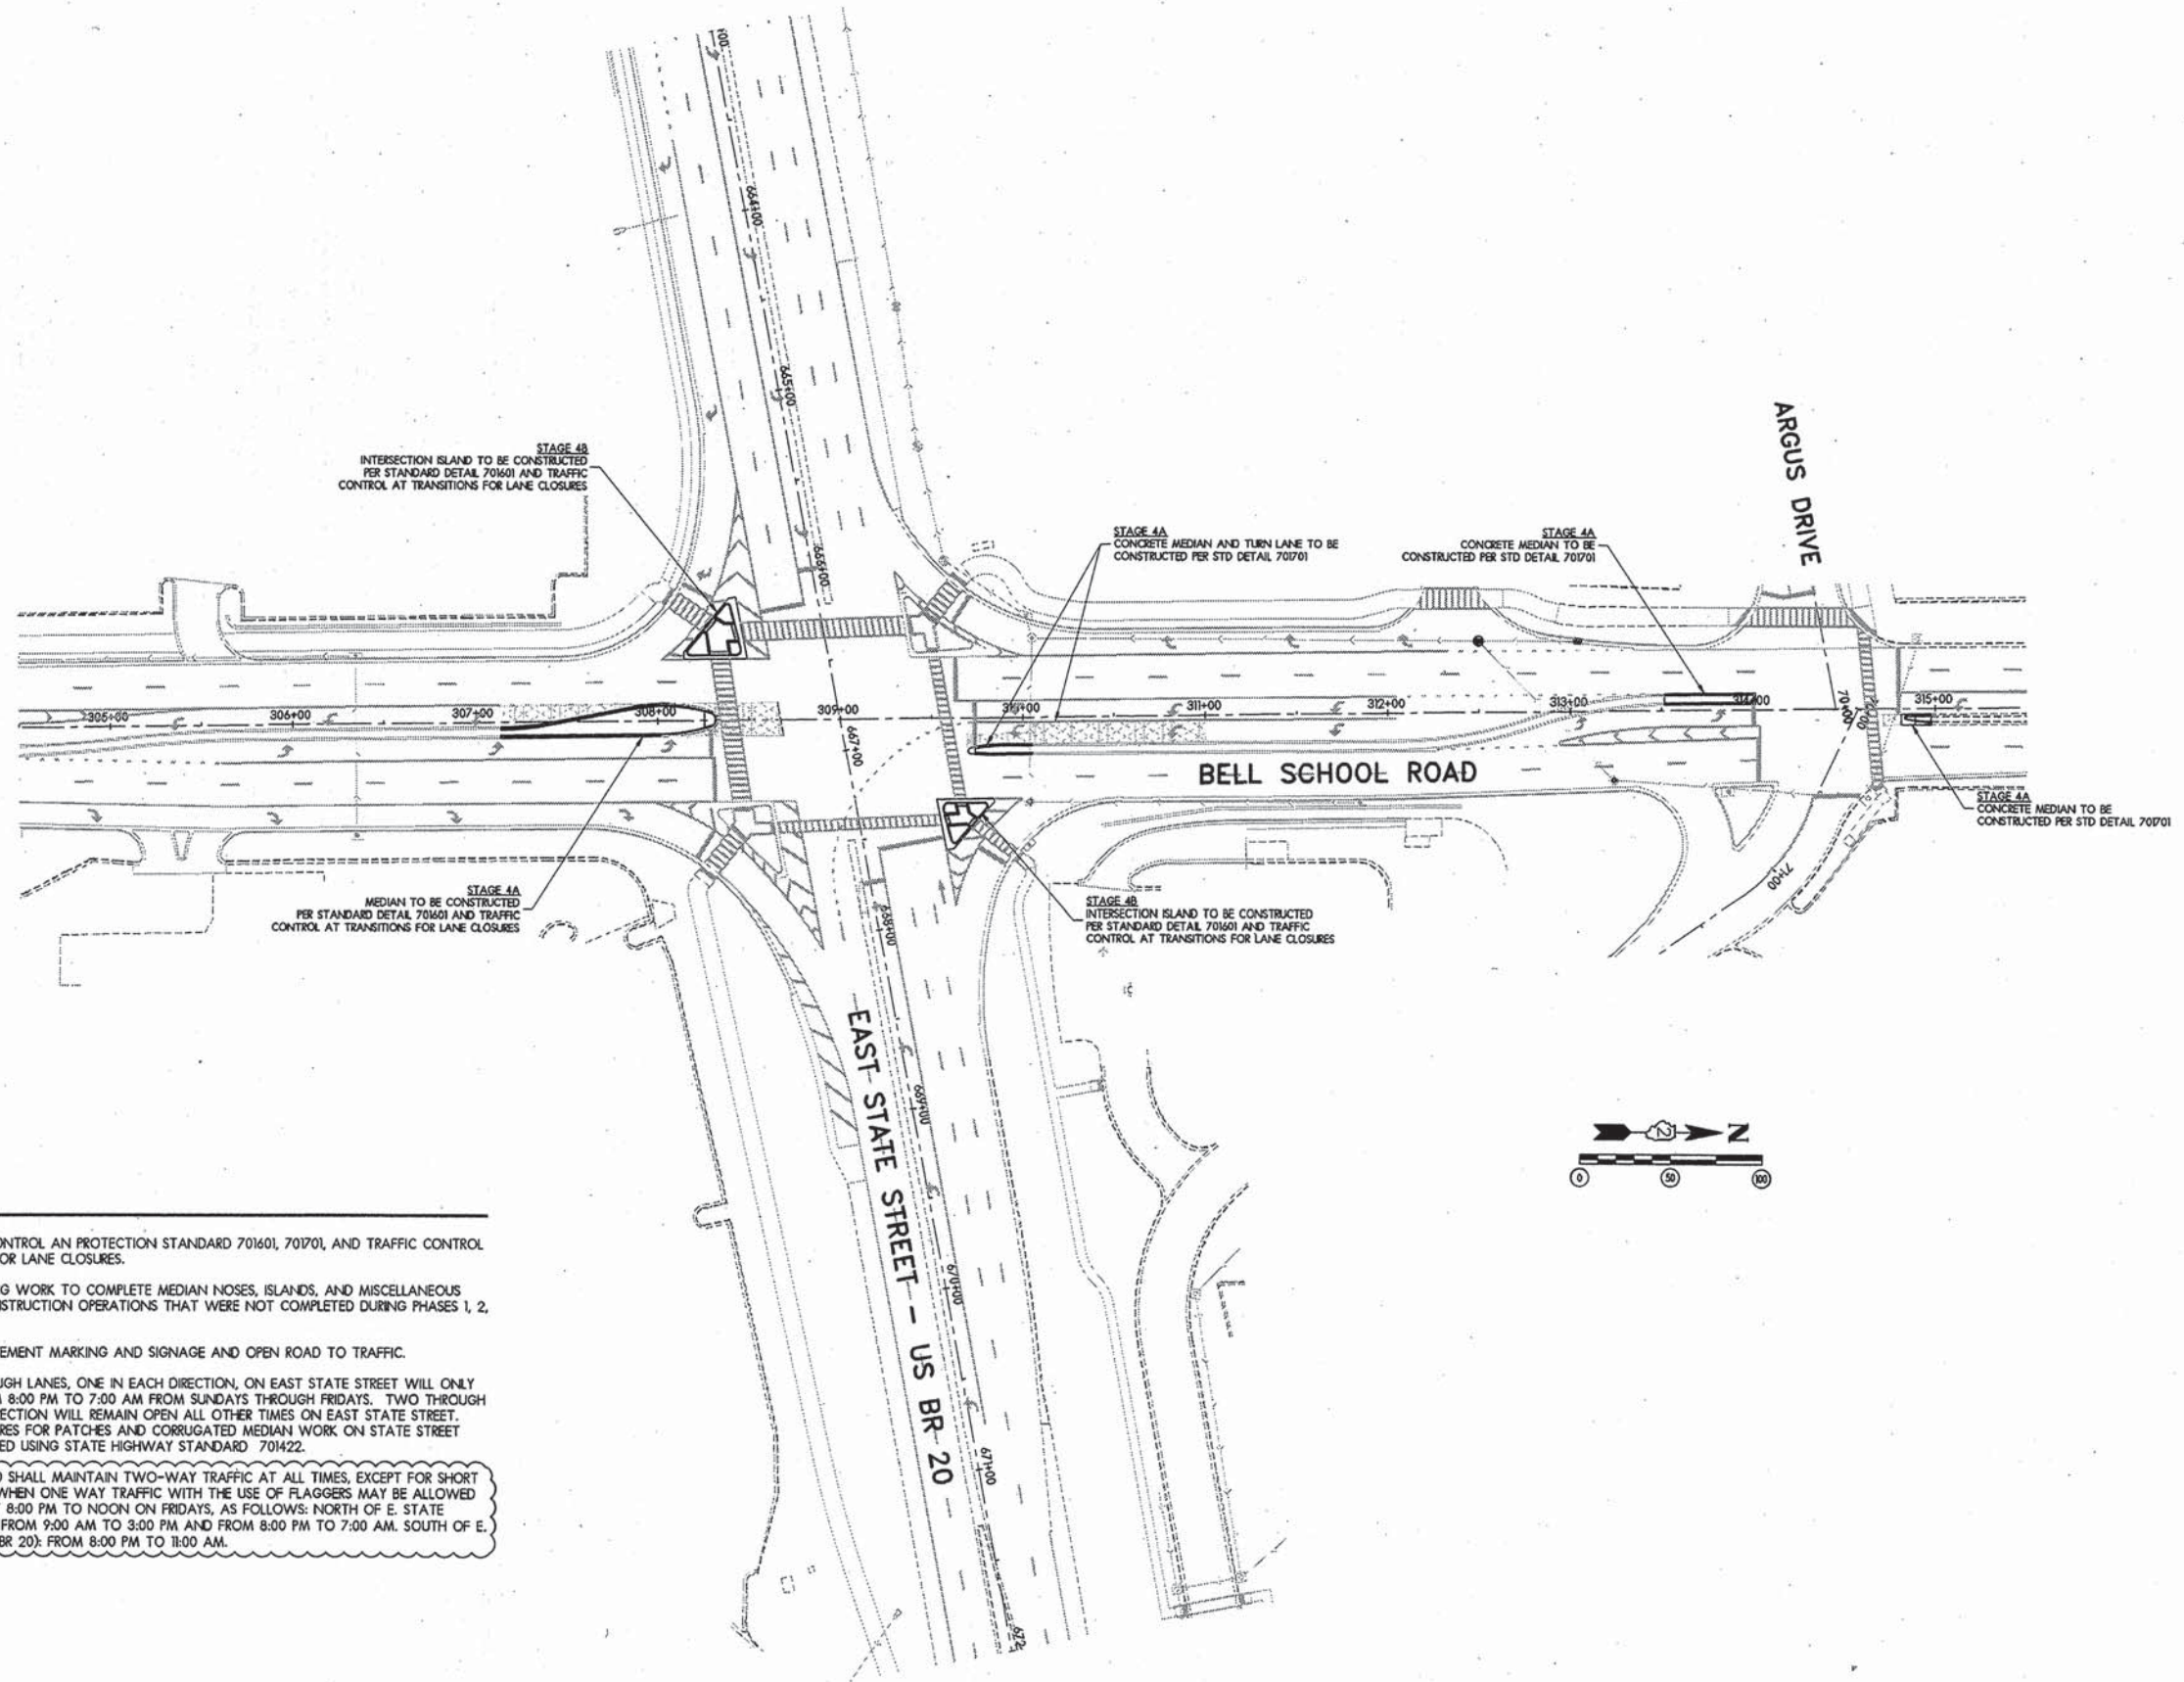 00
664+00
665+00
666+00
STAGE 4B
INTERSECTION ISLAND TO BE CONSTRUCTED
PER STANDARD DETAIL 701601 AND TRAFFIC
CONTROL AT TRANSITIONS FOR LANE CLOSURES
STAGE 4A
CONCRETE MEDIAN AND TURN LANE TO BE
CONSTRUCTED PER STD DETAIL 701701
STAGE 4A
CONCRETE MEDIAN TO BE
CONSTRUCTED PER STD DETAIL 701701
ARGUS DRIVE
305+00
306+00
307+00
308+00
309+00
310+00
311+00
312+00
313+00
314+00
315+00
70+00
667+00
BELL SCHOOL ROAD
STAGE 4A
CONCRETE MEDIAN TO BE
CONSTRUCTED PER STD DETAIL 701701
71+00
STAGE 4A
MEDIAN TO BE CONSTRUCTED
PER STANDARD DETAIL 701601 AND TRAFFIC
CONTROL AT TRANSITIONS FOR LANE CLOSURES
STAGE 4B
INTERSECTION ISLAND TO BE CONSTRUCTED
PER STANDARD DETAIL 701601 AND TRAFFIC
CONTROL AT TRANSITIONS FOR LANE CLOSURES
668+00
669+00
670+00
671+00
672+
EAST STATE STREET - US BR 20
N
0 50 100
ONTROL AN PROTECTION STANDARD 701601, 701701, AND TRAFFIC CONTROL
OR LANE CLOSURES.
G WORK TO COMPLETE MEDIAN NOSES, ISLANDS, AND MISCELLANEOUS
STRUCTION OPERATIONS THAT WERE NOT COMPLETED DURING PHASES 1, 2,
EMENT MARKING AND SIGNAGE AND OPEN ROAD TO TRAFFIC.
UGH LANES, ONE IN EACH DIRECTION, ON EAST STATE STREET WILL ONLY
8:00 PM TO 7:00 AM FROM SUNDAYS THROUGH FRIDAYS. TWO THROUGH
ECTION WILL REMAIN OPEN ALL OTHER TIMES ON EAST STATE STREET.
RES FOR PATCHES AND CORRUGATED MEDIAN WORK ON STATE STREET
ED USING STATE HIGHWAY STANDARD 701422.
SHALL MAINTAIN TWO-WAY TRAFFIC AT ALL TIMES, EXCEPT FOR SHORT
WHEN ONE WAY TRAFFIC WITH THE USE OF FLAGGERS MAY BE ALLOWED
8:00 PM TO NOON ON FRIDAYS, AS FOLLOWS: NORTH OF E. STATE
FROM 9:00 AM TO 3:00 PM AND FROM 8:00 PM TO 7:00 AM. SOUTH OF E.
BR 20): FROM 8:00 PM TO 11:00 AM.